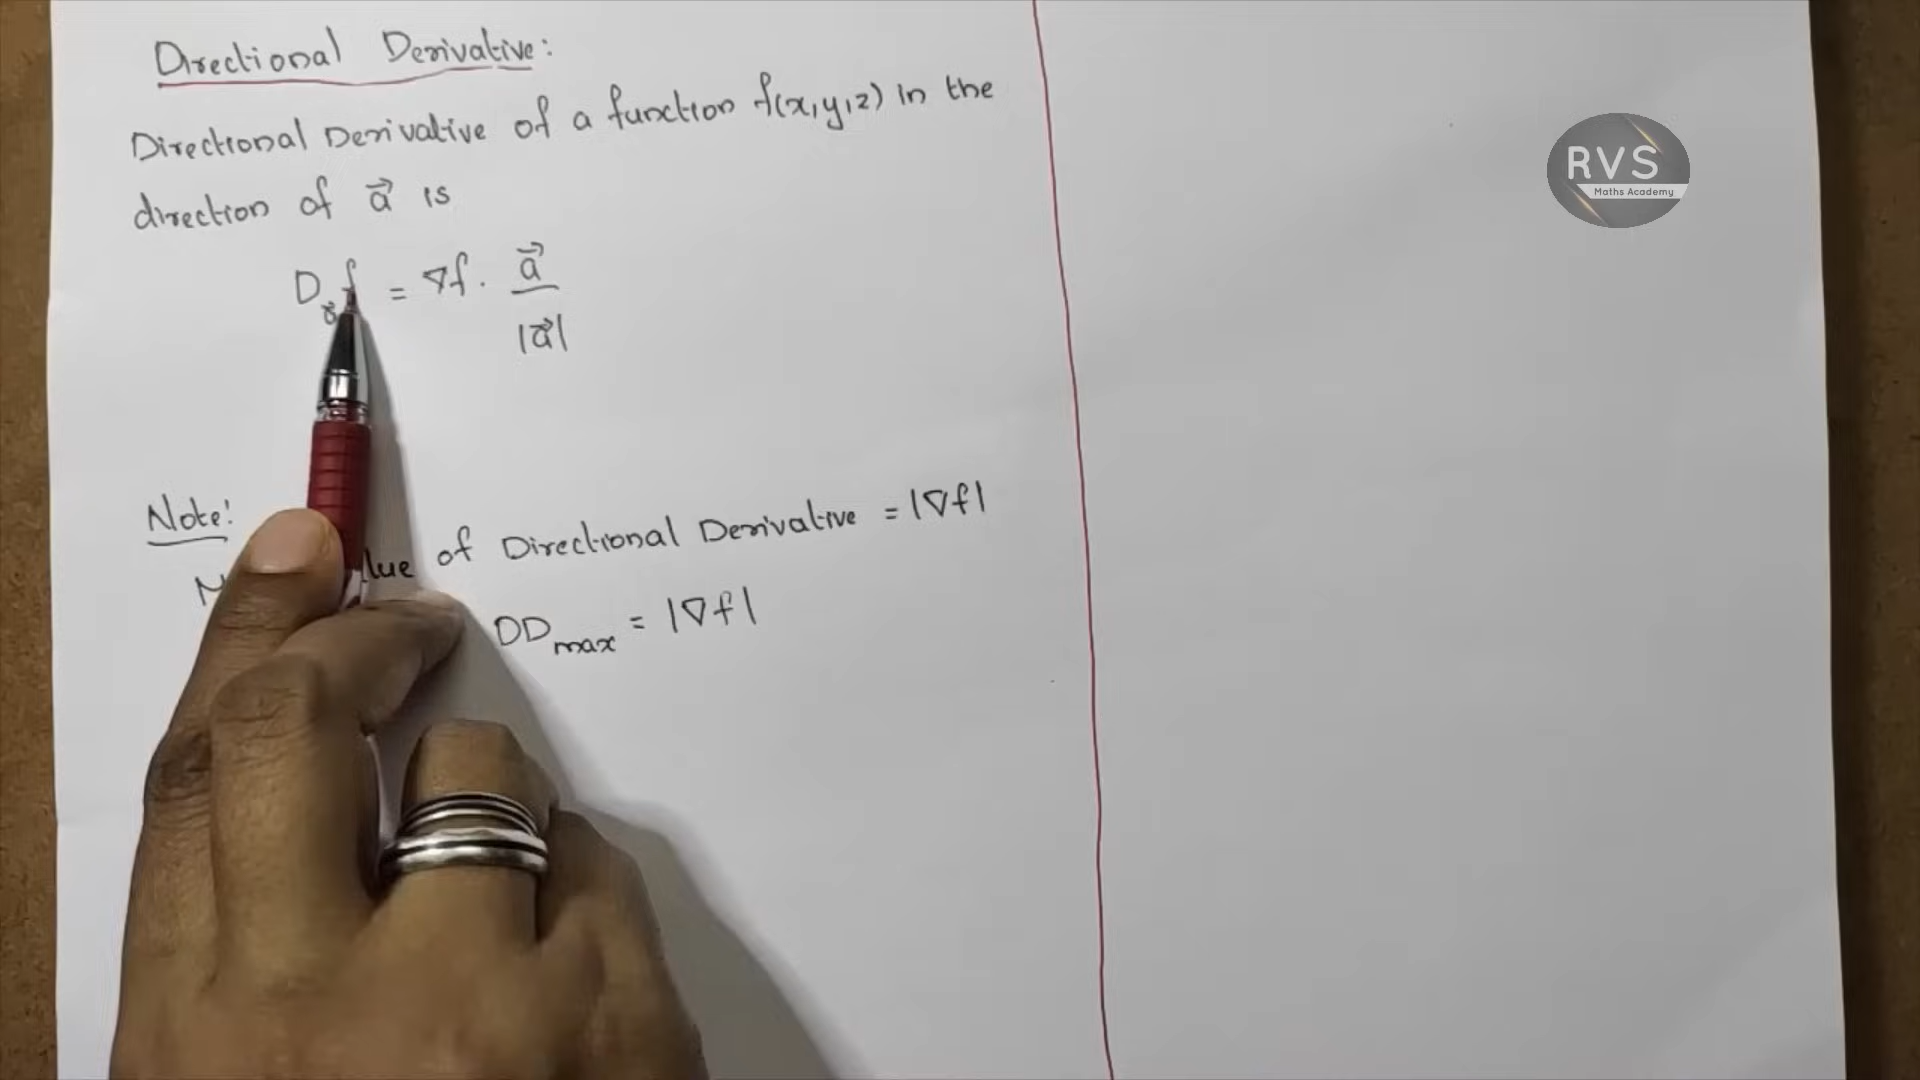 Directional Derivative:
Directional Derivative of a function f(x,y,z) in the
direction of a⃗ is
D f = ∇f . a⃗ / |a⃗|
Note:
of Directional Derivative = |∇f|
DDmax = |∇f|
RVS
Maths Academy